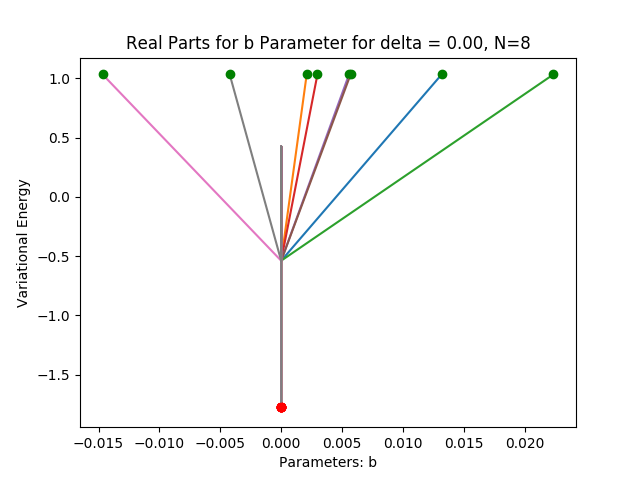 Real Parts for b Parameter for delta = 0.00, N=8
1.0
0.5
0.0
−0.5
−1.0
−1.5
Variational Energy
−0.015 −0.010 −0.005 0.000 0.005 0.010 0.015 0.020
Parameters: b